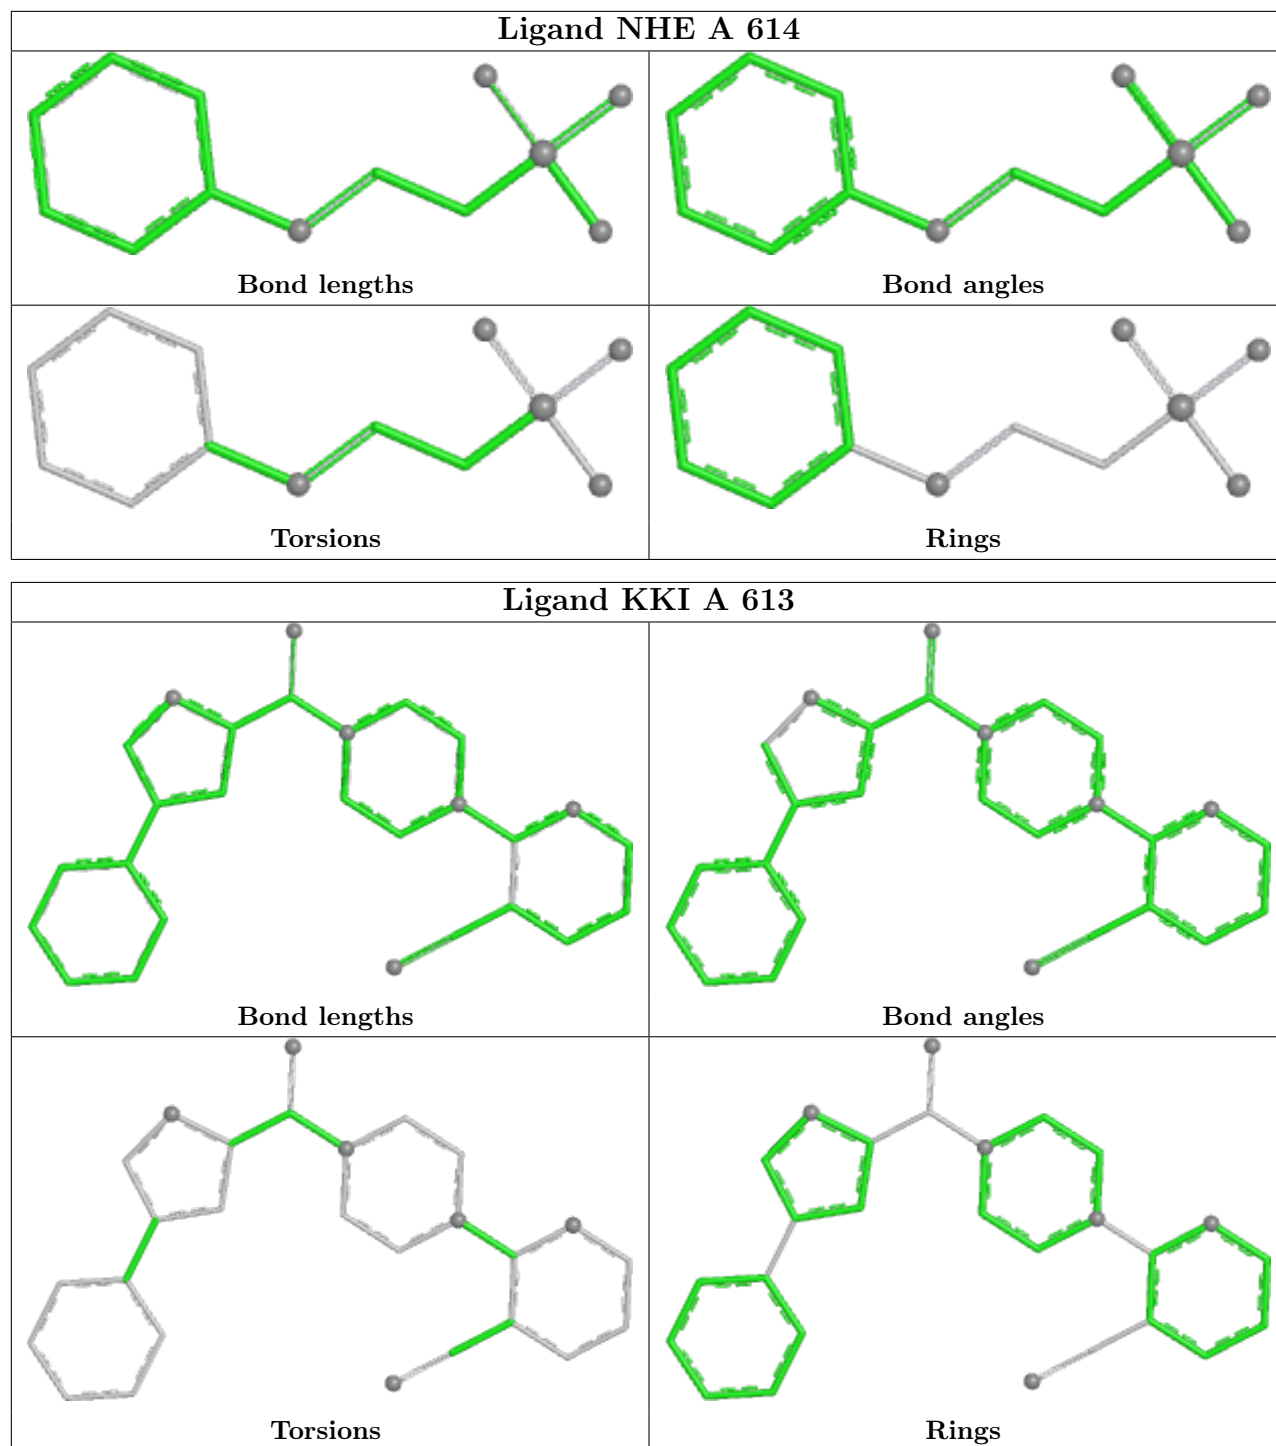 Ligand NHE A 614
Bond lengths
Bond angles
Torsions
Rings
Ligand KKI A 613
Bond lengths
Bond angles
Torsions
Rings